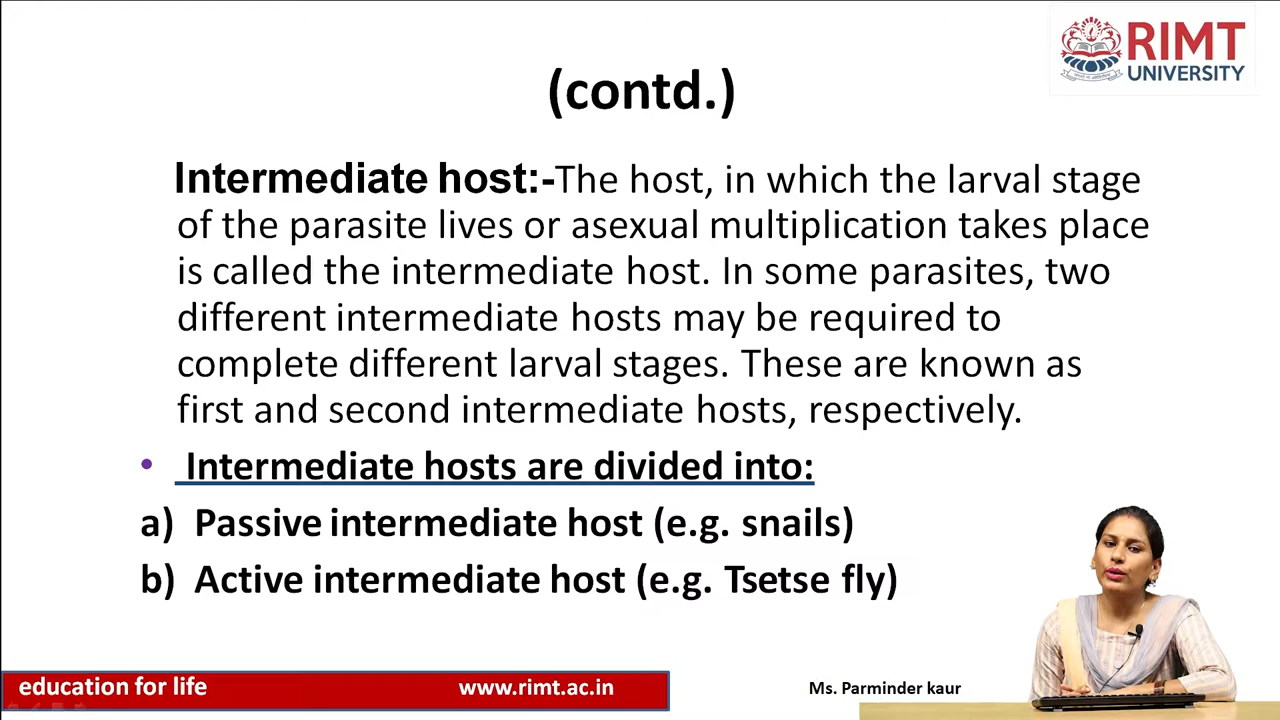 RIMT
UNIVERSITY
(contd.)
Intermediate host:-The host, in which the larval stage
of the parasite lives or asexual multiplication takes place
is called the intermediate host. In some parasites, two
different intermediate hosts may be required to
complete different larval stages. These are known as
first and second intermediate hosts, respectively.
• Intermediate hosts are divided into:
a) Passive intermediate host (e.g. snails)
b) Active intermediate host (e.g. Tsetse fly)
education for life www.rimt.ac.in Ms. Parminder kaur